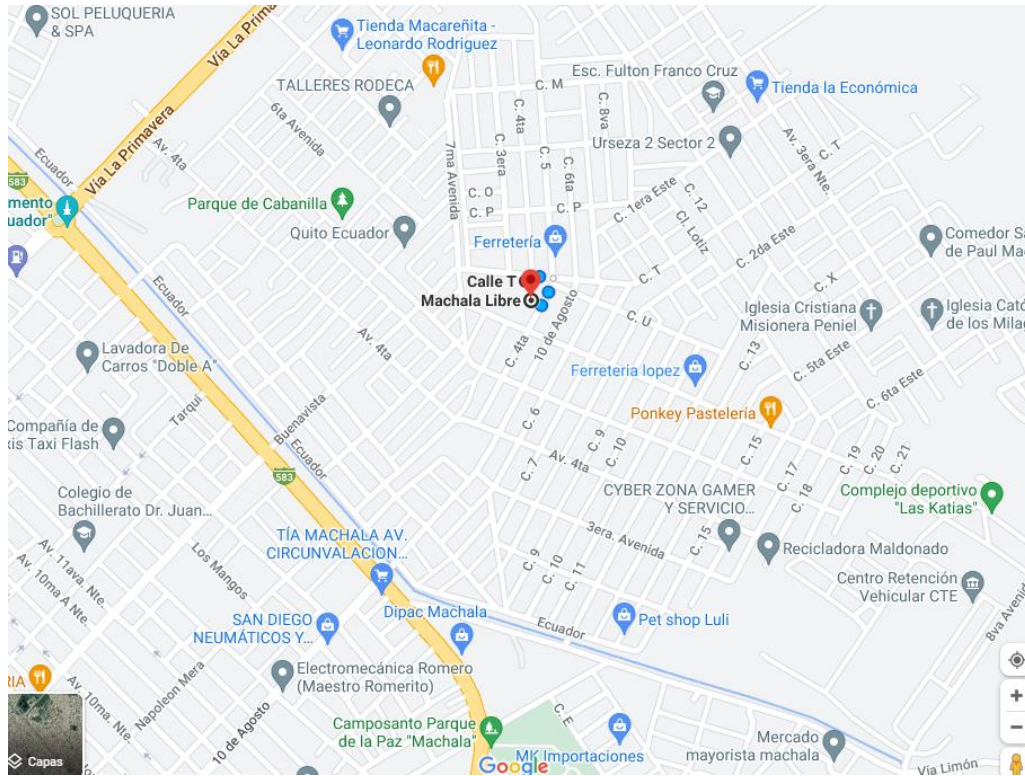 SOL PELUQUERIA
& SPA
Vía La Prima
Tienda Macareñita -
Leonardo Rodriguez
C. M
Esc. Fulton Franco Cruz
Tienda la Económica
TALLERES RODECA
C. 4ta
C. 8va
Vía La Primavera
6ta Avenida
C. 3era
C. 5
Urseza 2 Sector 2
Av. 3era Nte.
C. T
Av. 4ta
7ma Avenida
C. 6ta
Ecuador
583
C. O
C. 1era Este
C. 12
mento
uador"
Parque de Cabanilla
C. P
C. P
Cl. Lotiz
Quito Ecuador
Ferretería
C. 2da Este
Comedor Sa
de Paul Ma
Ecuador
Calle T
Machala Libre
C. T
C. X
10 de Agosto
C. U
Iglesia Cristiana
Misionera Peniel
Iglesia Cató
de los Milag
Av. 4ta
C. 4ta
Lavadora De
Carros "Doble A"
C. 13
C. 5ta Este
Ferreteria lopez
C. 6ta Este
Tarqui
Buenavista
Ponkey Pastelería
Compañía de
xis Taxi Flash
Ecuador
C. 6
C. 9
C. 10
C. 15
C. 19
C. 20
C. 21
583
C. 7
Av. 4ta
C. 17
C. 18
Colegio de
Bachillerato Dr. Juan...
CYBER ZONA GAMER
Y SERVICIO...
Complejo deportivo
"Las Katias"
TÍA MACHALA AV.
CIRCUNVALACION...
3era. Avenida
C. 15
Recicladora Maldonado
Av. 11ava. Nte.
Los Mangos
C. 9
C. 10
C. 11
Av. 10ma A Nte.
Centro Retención
Vehicular CTE
SAN DIEGO
NEUMÁTICOS Y...
Dipac Machala
Ecuador
Pet shop Luli
8va Avenid
RIA
Av. 10ma. Nte.
Napoleon Mera
Electromecánica Romero
(Maestro Romerito)
10 de Agosto
Camposanto Parque
de la Paz "Machala"
C. E
Mercado
mayorista machala
Capas
Google
MK Importaciones
Vía Limón